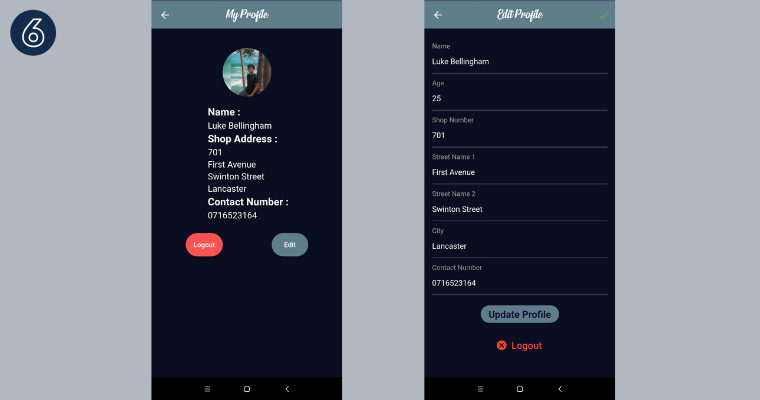 6
My Profile
Name :
Luke Bellingham
Shop Address :
701
First Avenue
Swinton Street
Lancaster
Contact Number :
0716523164
Logout
Edit
Edit Profile
Name
Luke Bellingham
Age
25
Shop Number
701
Street Name 1
First Avenue
Street Name 2
Swinton Street
City
Lancaster
Contact Number
0716523164
Update Profile
Logout